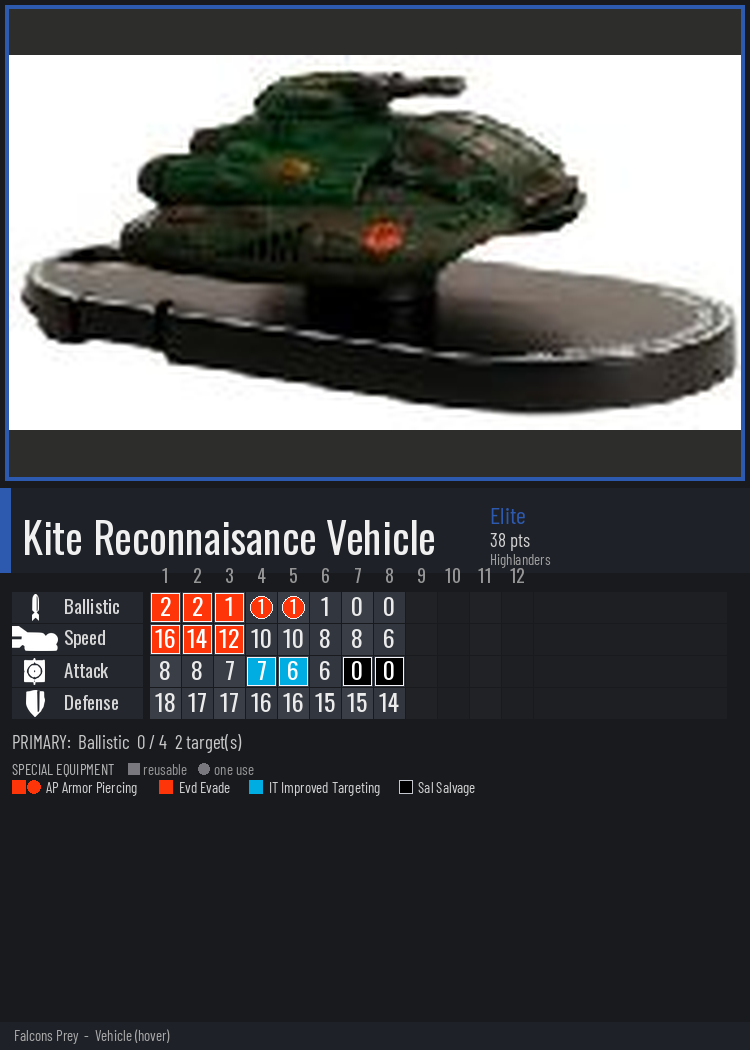 Kite Reconnaisance Vehicle
Elite
38 pts
Highlanders
1 2 3 4 5 6 7 8 9 10 11 12
Ballistic 2 2 1 1 1 1 0 0
Speed 16 14 12 10 10 8 8 6
Attack 8 8 7 7 6 6 0 0
Defense 18 17 17 16 16 15 15 14
PRIMARY: Ballistic 0 / 4 2 target(s)
SPECIAL EQUIPMENT reusable one use
AP Armor Piercing Evd Evade IT Improved Targeting Sal Salvage
Falcons Prey - Vehicle (hover)